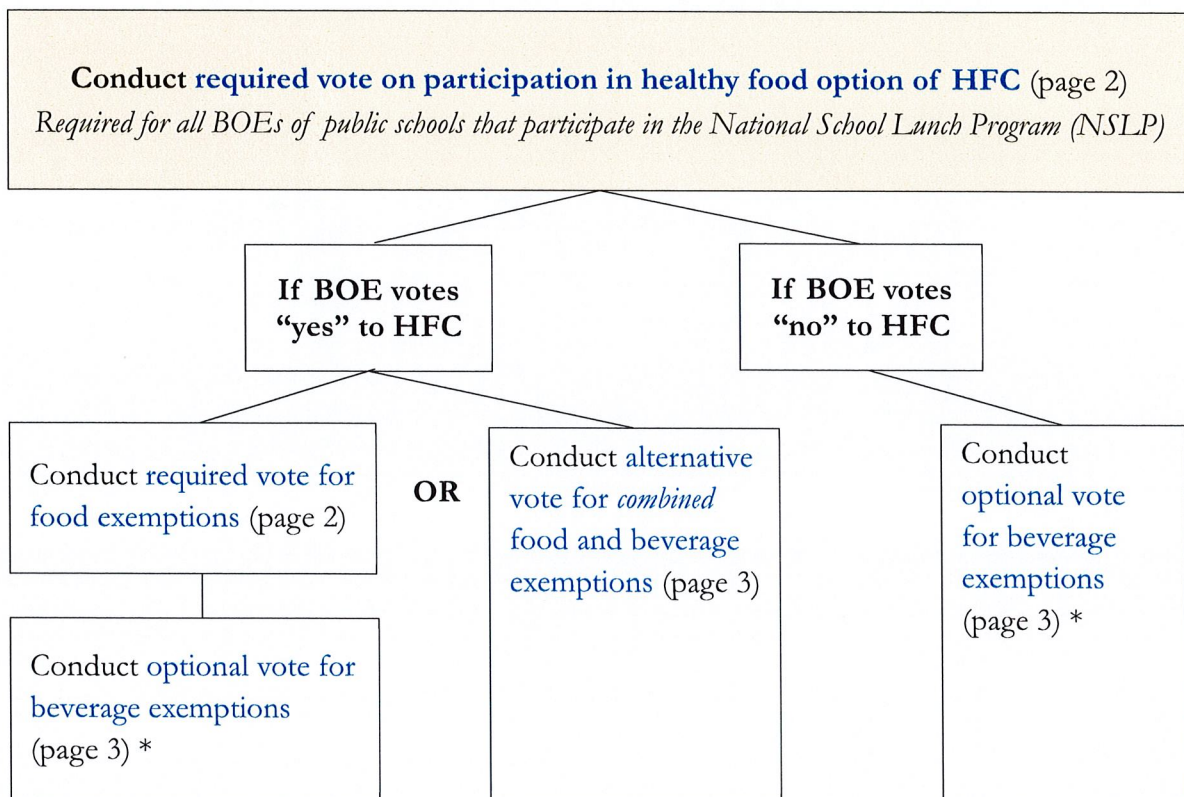 Conduct required vote on participation in healthy food option of HFC (page 2)
Required for all BOEs of public schools that participate in the National School Lunch Program (NSLP)
If BOE votes
“yes” to HFC
If BOE votes
“no” to HFC
Conduct required vote for
food exemptions (page 2)
OR
Conduct alternative
vote for combined
food and beverage
exemptions (page 3)
Conduct
optional vote
for beverage
exemptions
(page 3) *
Conduct optional vote for
beverage exemptions
(page 3) *